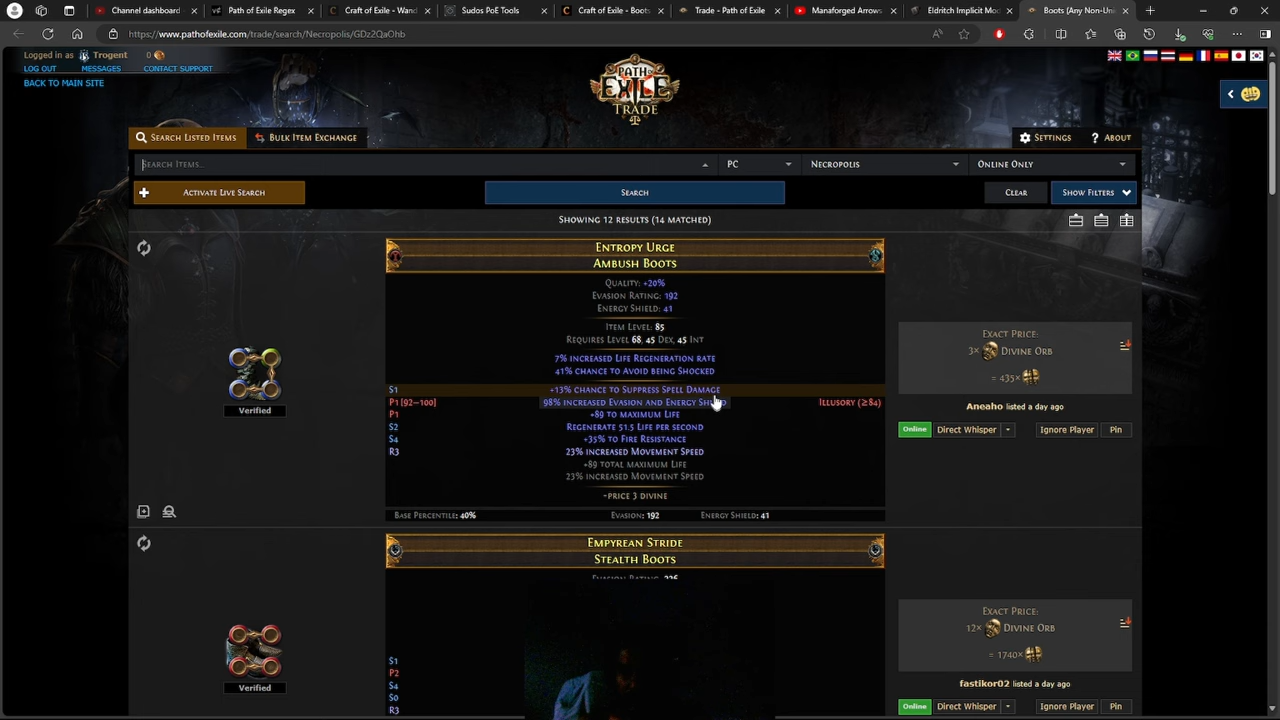 Channel dashboard
Path of Exile Regex
Craft of Exile - Wand
Sudos PoE Tools
Craft of Exile - Boots
Trade - Path of Exile
Manaforged Arrows
Eldritch Implicit Mod
Boots (Any Non-Uni
https://www.pathofexile.com/trade/search/Necropolis/GDz2QaOhb
Logged in as Trogent 0
LOG OUT MESSAGES CONTACT SUPPORT
BACK TO MAIN SITE
PATH OF EXILE TRADE
SEARCH LISTED ITEMS BULK ITEM EXCHANGE SETTINGS ? ABOUT
SEARCH ITEMS... PC NECROPOLIS ONLINE ONLY
ACTIVATE LIVE SEARCH SEARCH CLEAR SHOW FILTERS
SHOWING 12 RESULTS (14 MATCHED)
ENTROPY URGE
AMBUSH BOOTS
QUALITY: +20%
EVASION RATING: 192
ENERGY SHIELD: 41
ITEM LEVEL: 85
REQUIRES LEVEL 68, 45 DEX, 45 INT
7% INCREASED LIFE REGENERATION RATE
41% CHANCE TO AVOID BEING SHOCKED
S1 +13% CHANCE TO SUPPRESS SPELL DAMAGE
P1 [92–100] 98% INCREASED EVASION AND ENERGY ILLUSORY (≥84)
P1 +89 TO MAXIMUM LIFE
S2 REGENERATE 51.5 LIFE PER SECOND
S4 +35% TO FIRE RESISTANCE
R3 23% INCREASED MOVEMENT SPEED
+89 TOTAL MAXIMUM LIFE
23% INCREASED MOVEMENT SPEED
~PRICE 3 DIVINE
BASE PERCENTILE: 40% EVASION: 192 ENERGY SHIELD: 41
Verified
EXACT PRICE:
3× DIVINE ORB
= 435×
Aneaho listed a day ago
Online Direct Whisper Ignore Player Pin
EMPYREAN STRIDE
STEALTH BOOTS
EVASION RATING:
S1
P2
S4
S0
R3
Verified
EXACT PRICE:
12× DIVINE ORB
= 1740×
fastikor02 listed a day ago
Online Direct Whisper Ignore Player Pin